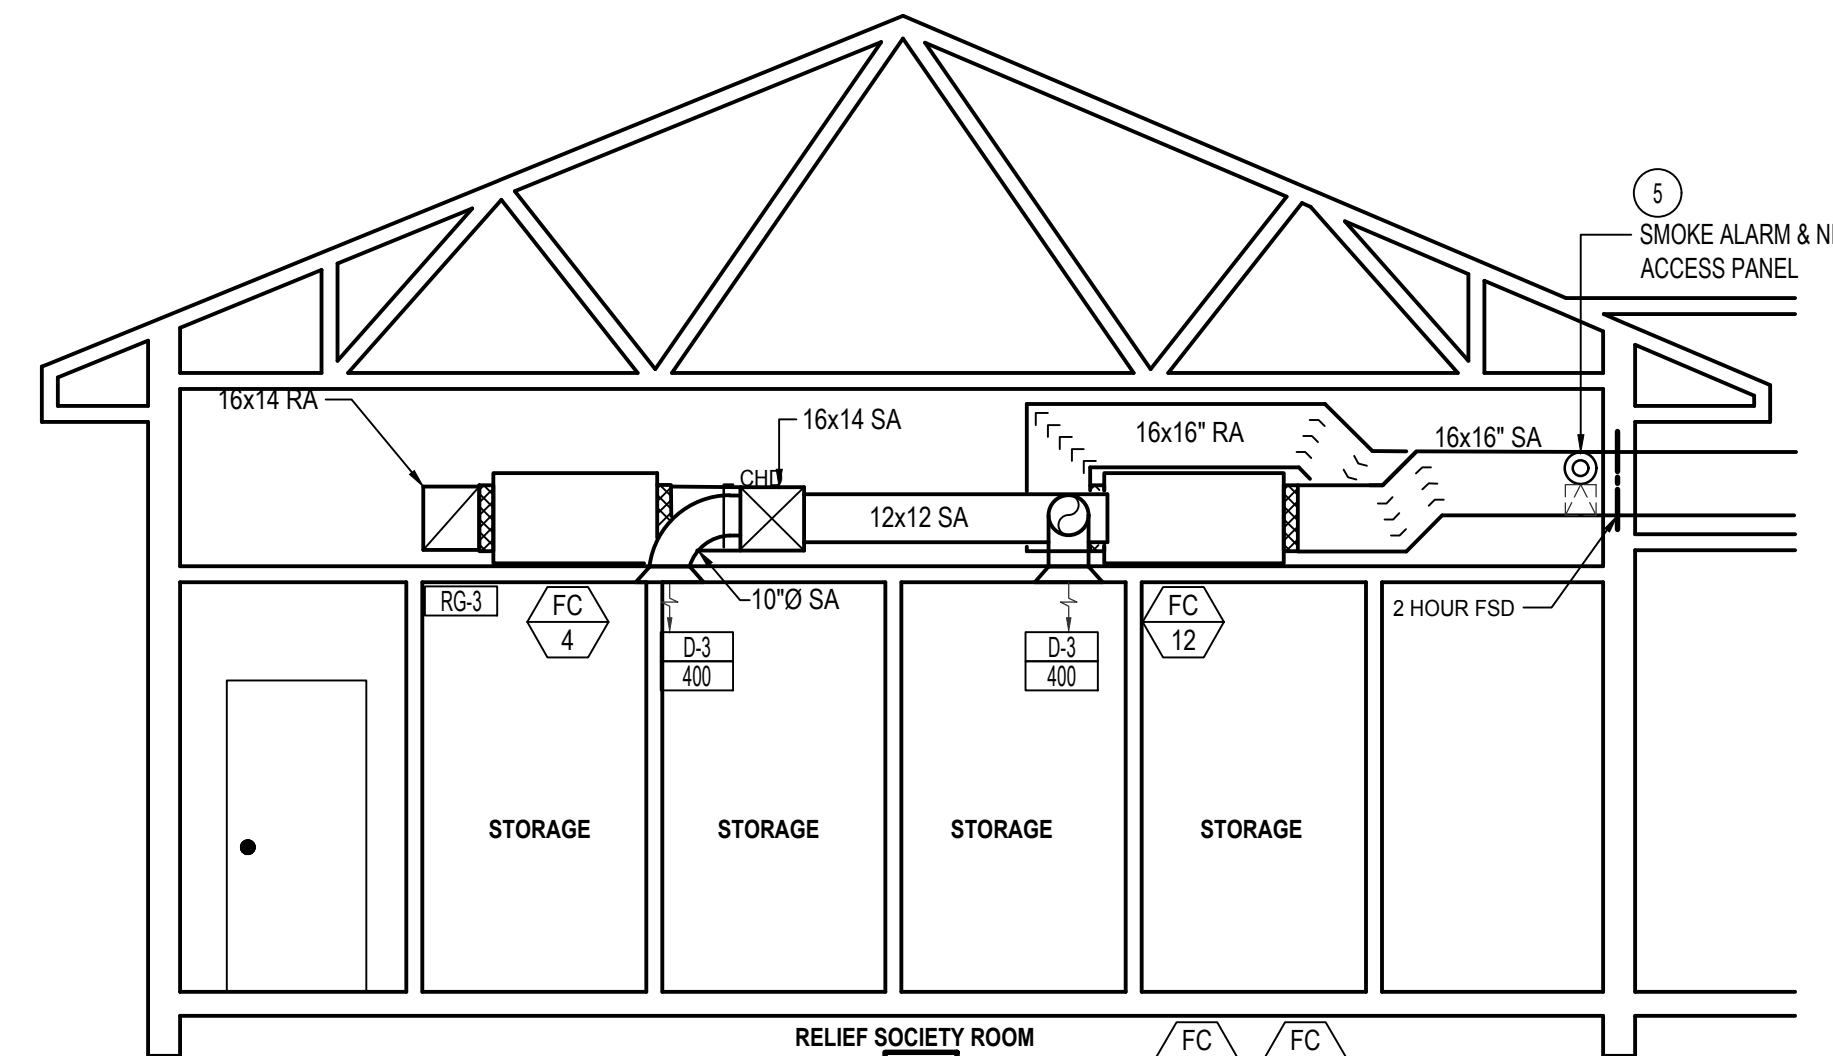 5
SMOKE ALARM &
ACCESS PANEL
16x14 RA
16x14 SA
16x16" RA
16x16" SA
CHD
12x12 SA
RG-3
FC
4
10"Ø SA
FC
12
2 HOUR FSD
D-3
400
D-3
400
STORAGE
STORAGE
STORAGE
STORAGE
RELIEF SOCIETY ROOM
FC
FC